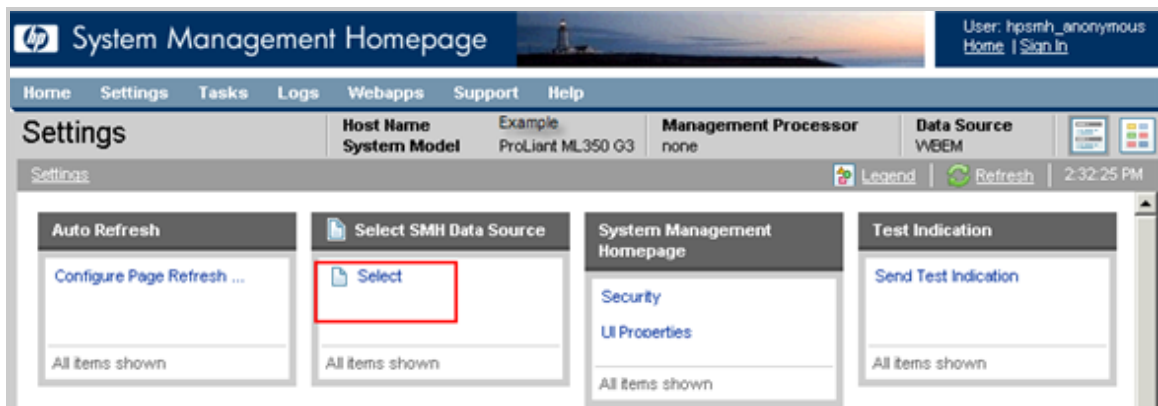 hp System Management Homepage
User: hpsmh_anonymous
Home | Sign In
Home Settings Tasks Logs Webapps Support Help
Settings
Host Name Example
System Model ProLiant ML350 G3
Management Processor
none
Data Source
WBEM
Settings
Legend | Refresh | 2:32:25 PM
Auto Refresh
Configure Page Refresh ...
All items shown
Select SMH Data Source
Select
All items shown
System Management
Homepage
Security
UI Properties
All items shown
Test Indication
Send Test Indication
All items shown